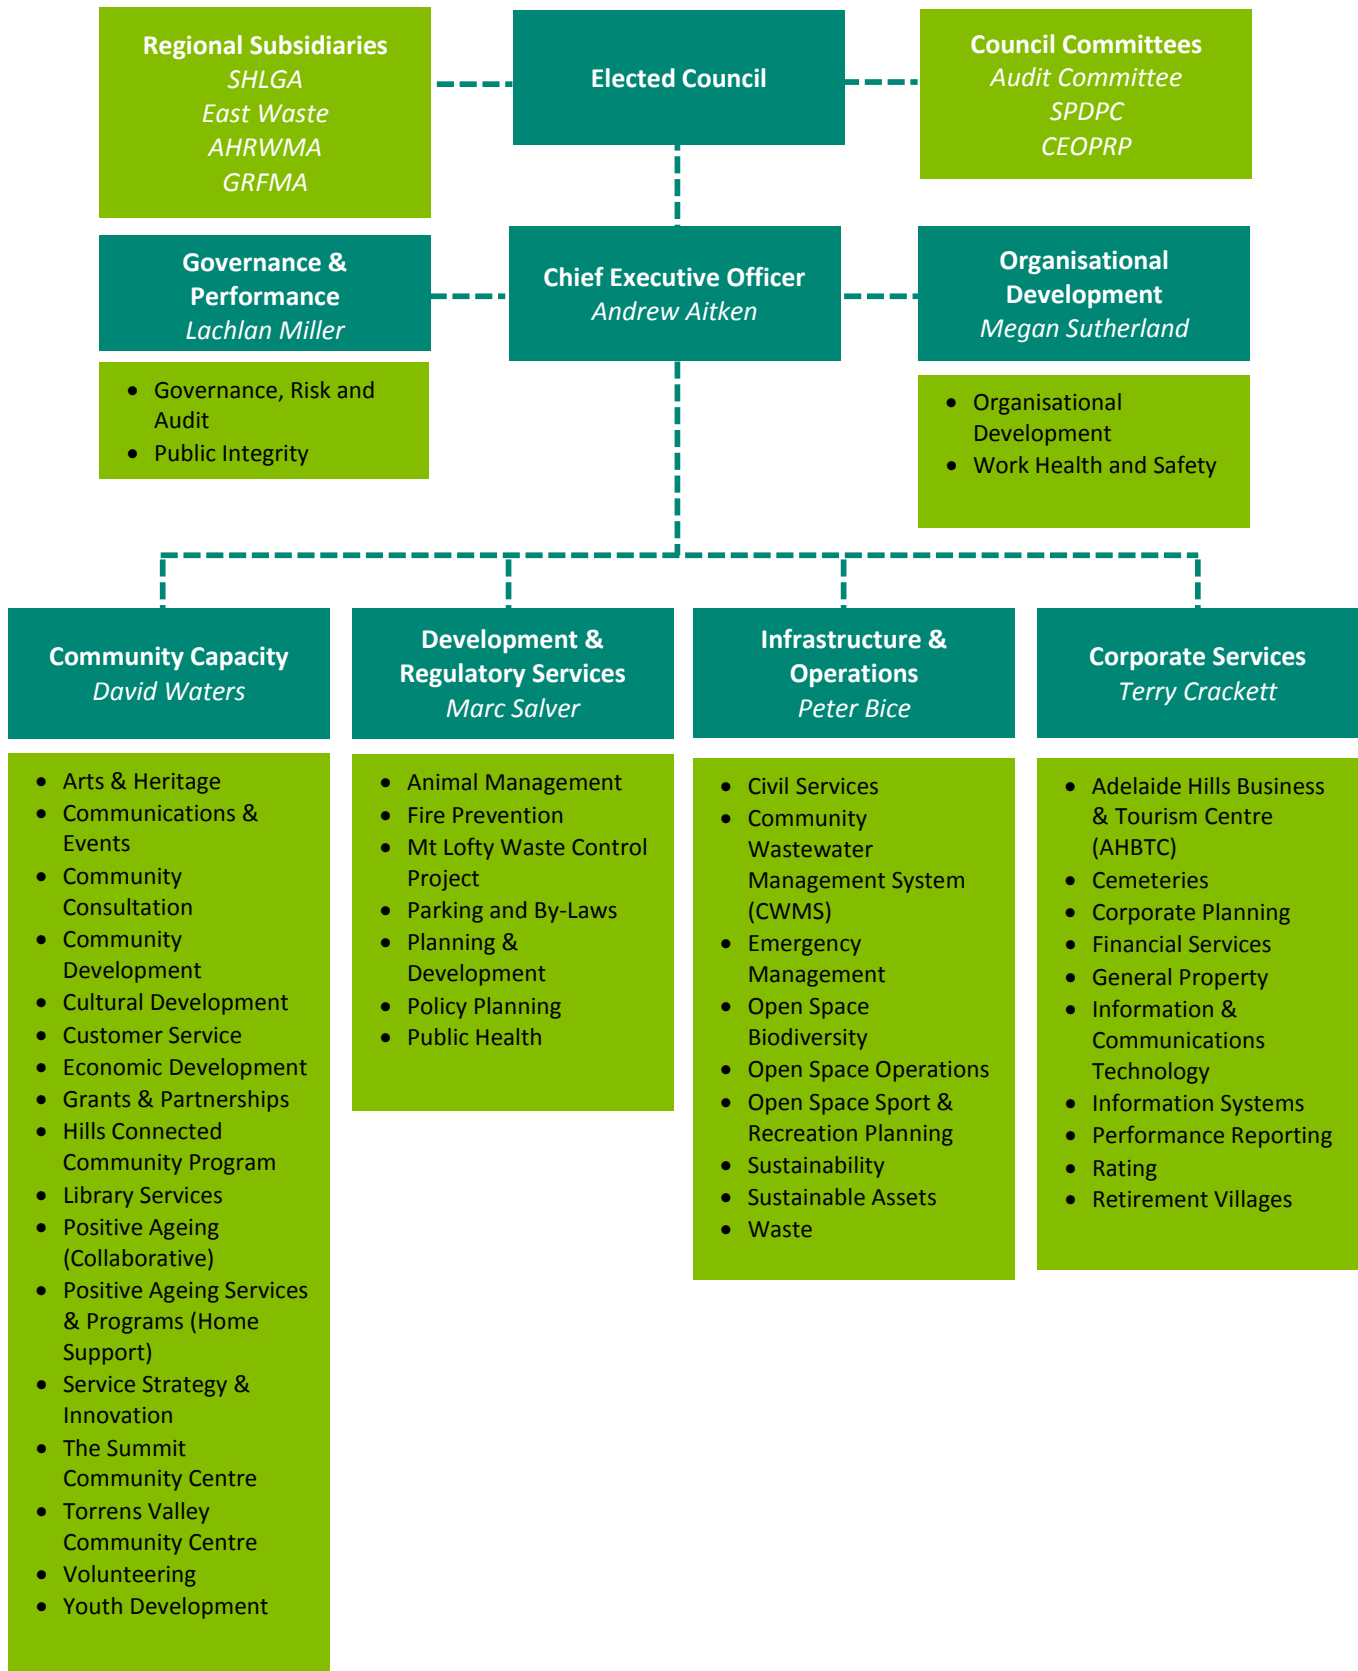 Regional Subsidiaries
SHLGA
East Waste
AHRWMA
GRFMA
Elected Council
Council Committees
Audit Committee
SPDPC
CEOPRP
Governance &
Performance
Lachlan Miller
Chief Executive Officer
Andrew Aitken
Organisational
Development
Megan Sutherland
• Governance, Risk and
Audit
• Public Integrity
• Organisational
Development
• Work Health and Safety
Community Capacity
David Waters
Development &
Regulatory Services
Marc Salver
Infrastructure &
Operations
Peter Bice
Corporate Services
Terry Crackett
• Arts & Heritage
• Communications &
Events
• Community
Consultation
• Community
Development
• Cultural Development
• Customer Service
• Economic Development
• Grants & Partnerships
• Hills Connected
Community Program
• Library Services
• Positive Ageing
(Collaborative)
• Positive Ageing Services
& Programs (Home
Support)
• Service Strategy &
Innovation
• The Summit
Community Centre
• Torrens Valley
Community Centre
• Volunteering
• Youth Development
• Animal Management
• Fire Prevention
• Mt Lofty Waste Control
Project
• Parking and By-Laws
• Planning &
Development
• Policy Planning
• Public Health
• Civil Services
• Community
Wastewater
Management System
(CWMS)
• Emergency
Management
• Open Space
Biodiversity
• Open Space Operations
• Open Space Sport &
Recreation Planning
• Sustainability
• Sustainable Assets
• Waste
• Adelaide Hills Business
& Tourism Centre
(AHBTC)
• Cemeteries
• Corporate Planning
• Financial Services
• General Property
• Information &
Communications
Technology
• Information Systems
• Performance Reporting
• Rating
• Retirement Villages